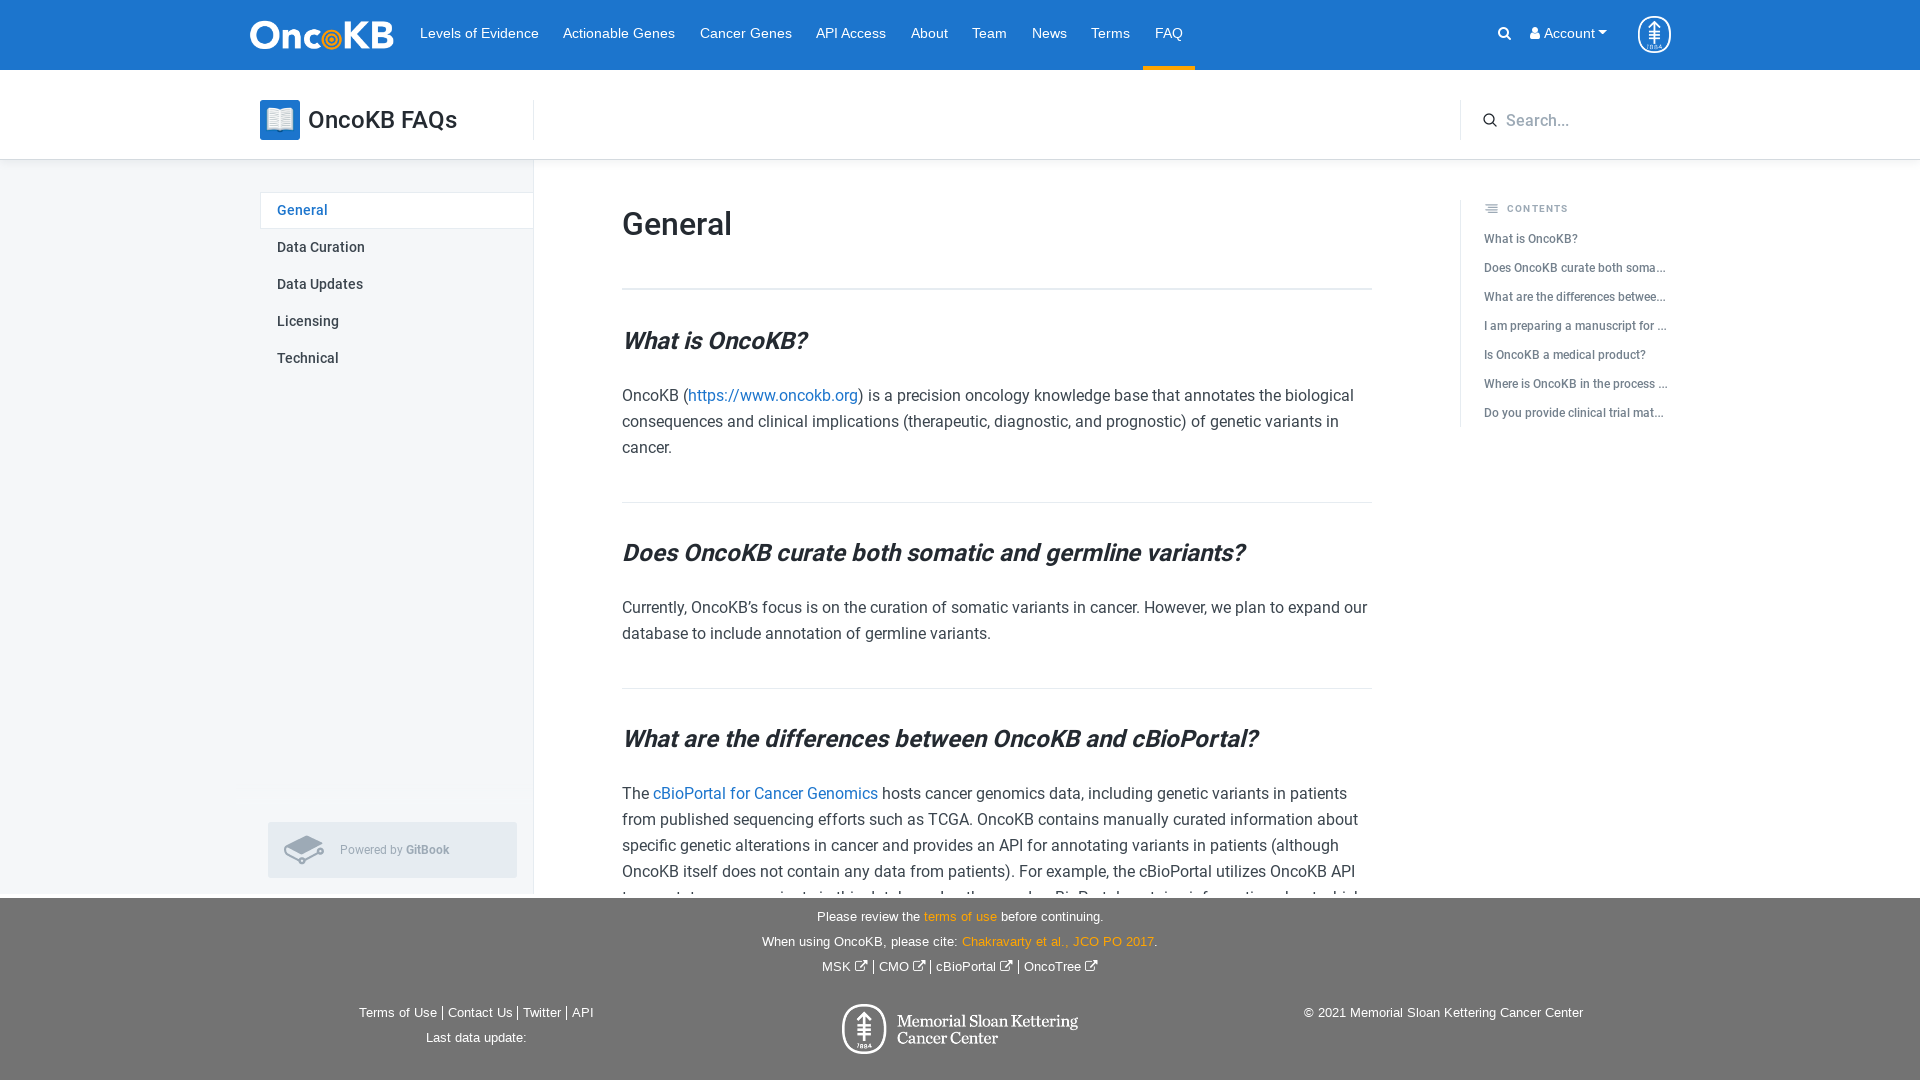 OncoKB Levels of Evidence Actionable Genes Cancer Genes API Access About Team News Terms FAQ Account
OncoKB FAQs Search...
General
Data Curation
Data Updates
Licensing
Technical
Powered by GitBook
General
What is OncoKB?
OncoKB (https://www.oncokb.org) is a precision oncology knowledge base that annotates the biological
consequences and clinical implications (therapeutic, diagnostic, and prognostic) of genetic variants in
cancer.
Does OncoKB curate both somatic and germline variants?
Currently, OncoKB’s focus is on the curation of somatic variants in cancer. However, we plan to expand our
database to include annotation of germline variants.
What are the differences between OncoKB and cBioPortal?
The cBioPortal for Cancer Genomics hosts cancer genomics data, including genetic variants in patients
from published sequencing efforts such as TCGA. OncoKB contains manually curated information about
specific genetic alterations in cancer and provides an API for annotating variants in patients (although
OncoKB itself does not contain any data from patients). For example, the cBioPortal utilizes OncoKB API
CONTENTS
What is OncoKB?
Does OncoKB curate both soma...
What are the differences betwee...
I am preparing a manuscript for ...
Is OncoKB a medical product?
Where is OncoKB in the process ...
Do you provide clinical trial mat...
Please review the terms of use before continuing.
When using OncoKB, please cite: Chakravarty et al., JCO PO 2017.
MSK | CMO | cBioPortal | OncoTree
Terms of Use | Contact Us | Twitter | API
Last data update:
1884
Memorial Sloan Kettering
Cancer Center
© 2021 Memorial Sloan Kettering Cancer Center